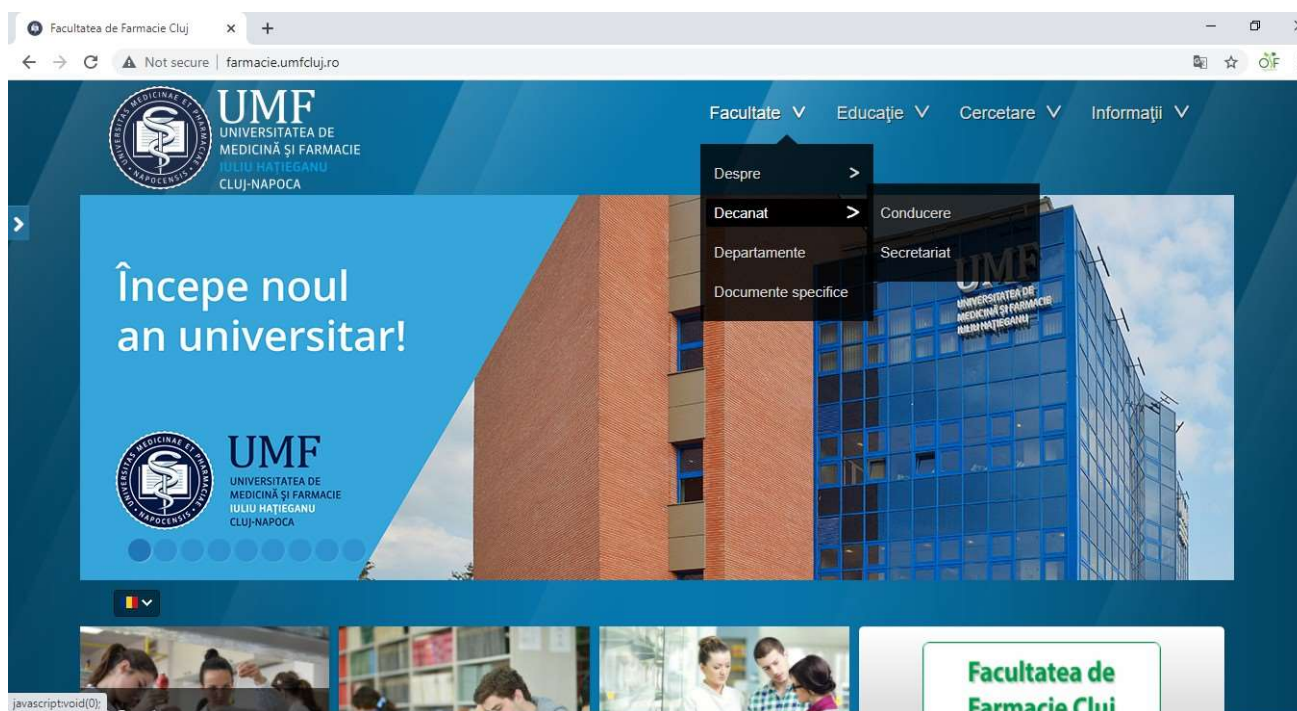 Facultatea de Farmacie Cluj
Not secure | farmacie.umfcluj.ro
UMF
UNIVERSITATEA DE
MEDICINĂ ŞI FARMACIE
IULIU HAŢIEGANU
CLUJ-NAPOCA
Facultate
Educaţie
Cercetare
Informaţii
Despre >
Decanat >
Departamente
Documente specifice
Conducere
Secretariat
Începe noul
an universitar!
UMF
UNIVERSITATEA DE
MEDICINĂ ŞI FARMACIE
IULIU HAŢIEGANU
UMF
UNIVERSITATEA DE
MEDICINĂ ŞI FARMACIE
IULIU HAŢIEGANU
CLUJ-NAPOCA
Facultatea de
Farmacie Cluj
javascript:void(0);